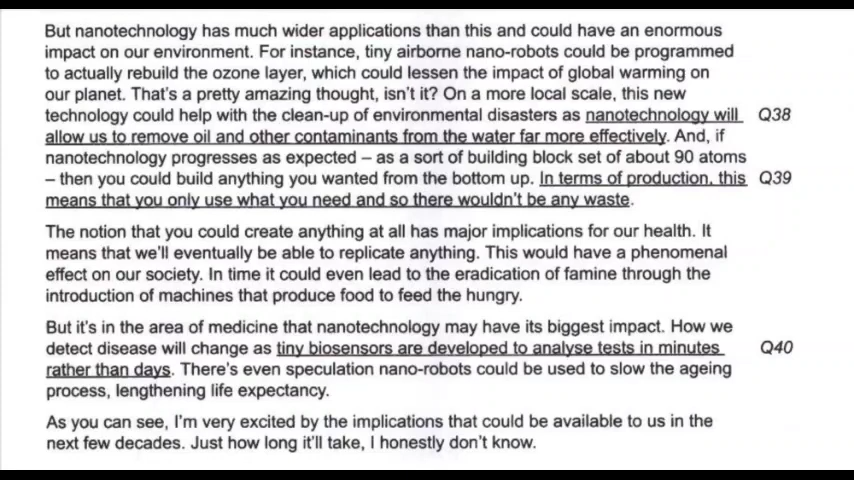 But nanotechnology has much wider applications than this and could have an enormous
impact on our environment. For instance, tiny airborne nano-robots could be programmed
to actually rebuild the ozone layer, which could lessen the impact of global warming on
our planet. That's a pretty amazing thought, isn't it? On a more local scale, this new
technology could help with the clean-up of environmental disasters as nanotechnology will Q38
allow us to remove oil and other contaminants from the water far more effectively. And, if
nanotechnology progresses as expected – as a sort of building block set of about 90 atoms
– then you could build anything you wanted from the bottom up. In terms of production, this Q39
means that you only use what you need and so there wouldn't be any waste.
The notion that you could create anything at all has major implications for our health. It
means that we'll eventually be able to replicate anything. This would have a phenomenal
effect on our society. In time it could even lead to the eradication of famine through the
introduction of machines that produce food to feed the hungry.
But it's in the area of medicine that nanotechnology may have its biggest impact. How we
detect disease will change as tiny biosensors are developed to analyse tests in minutes Q40
rather than days. There's even speculation nano-robots could be used to slow the ageing
process, lengthening life expectancy.
As you can see, I'm very excited by the implications that could be available to us in the
next few decades. Just how long it'll take, I honestly don't know.